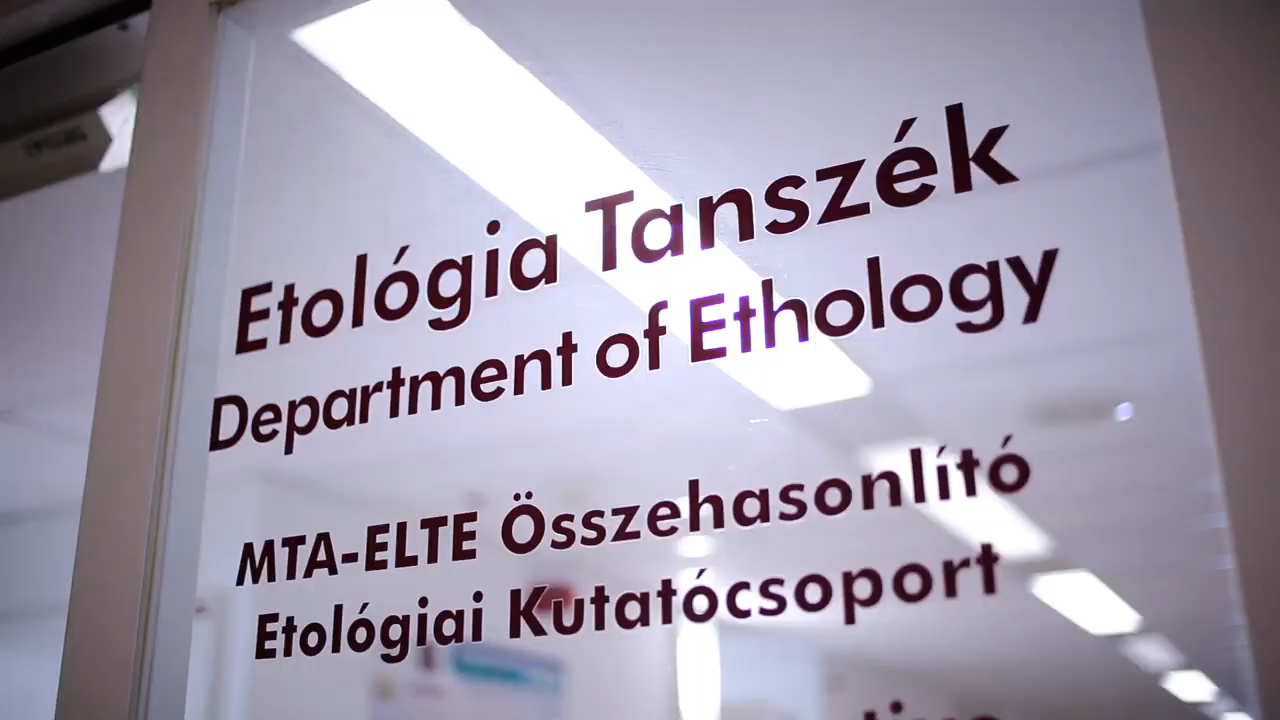 Etológia Tanszék
Department of Ethology
MTA-ELTE Összehasonlító
Etológiai Kutatócsoport